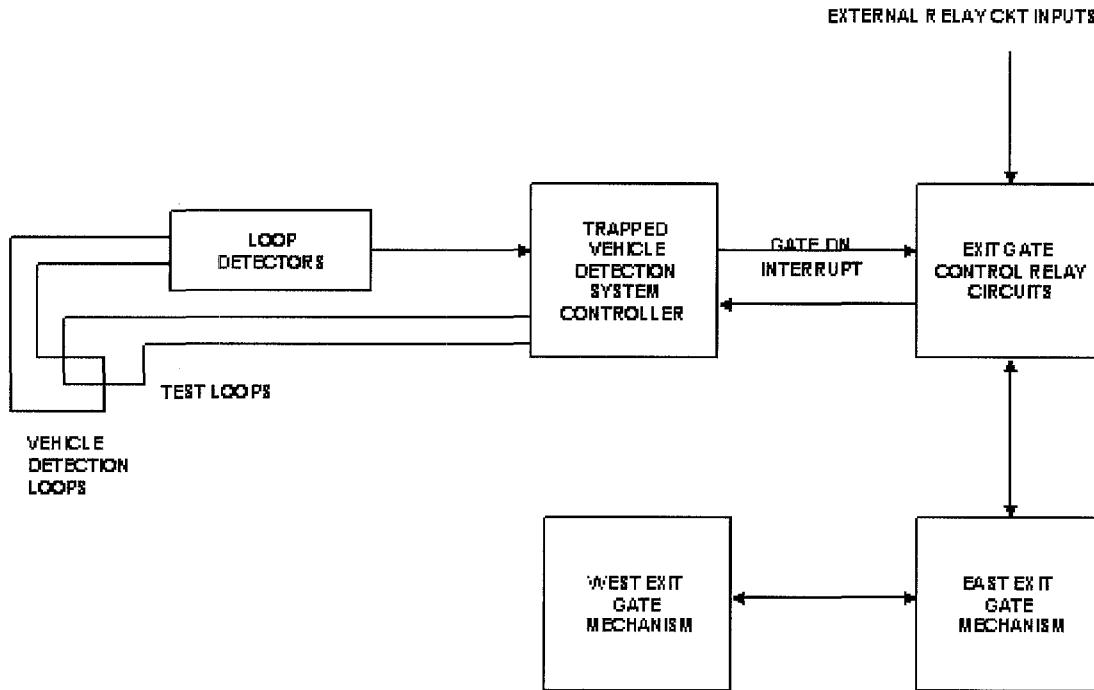 EXTERNAL RELAY CKT INPUTS
LOOP
DETECTORS
TRAPPED
VEHICLE
DETECTION
SYSTEM
CONTROLLER
GATE DN
INTERRUPT
EXIT GATE
CONTROL RELAY
CIRCUITS
TEST LOOPS
VEHICLE
DETECTION
LOOPS
WEST EXIT
GATE
MECHANISM
EAST EXIT
GATE
MECHANISM